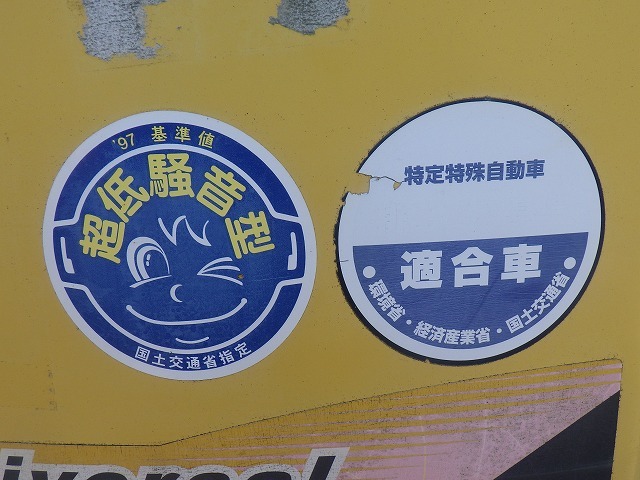 '97 基準値
超低騒音型
国土交通省指定
特定特殊自動車
適合車
環境省・経済産業省・国土交通省